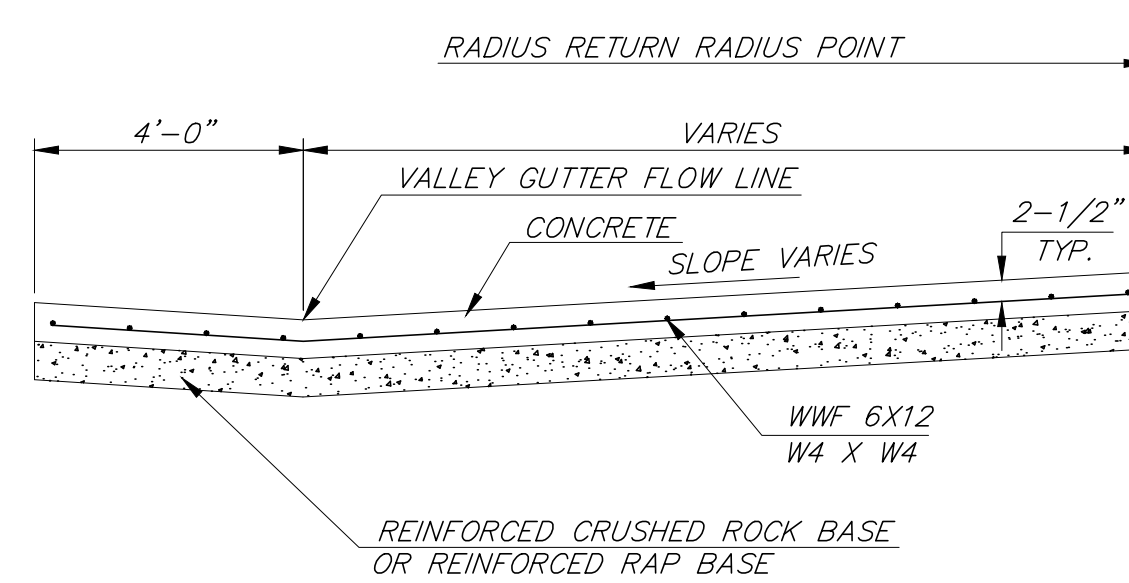 RADIUS RETURN RADIUS POINT
4'-0"
VARIES
VALLEY GUTTER FLOW LINE
2-1/2"
TYP.
CONCRETE
SLOPE VARIES
WWF 6X12
W4 X W4
REINFORCED CRUSHED ROCK BASE
OR REINFORCED RAP BASE